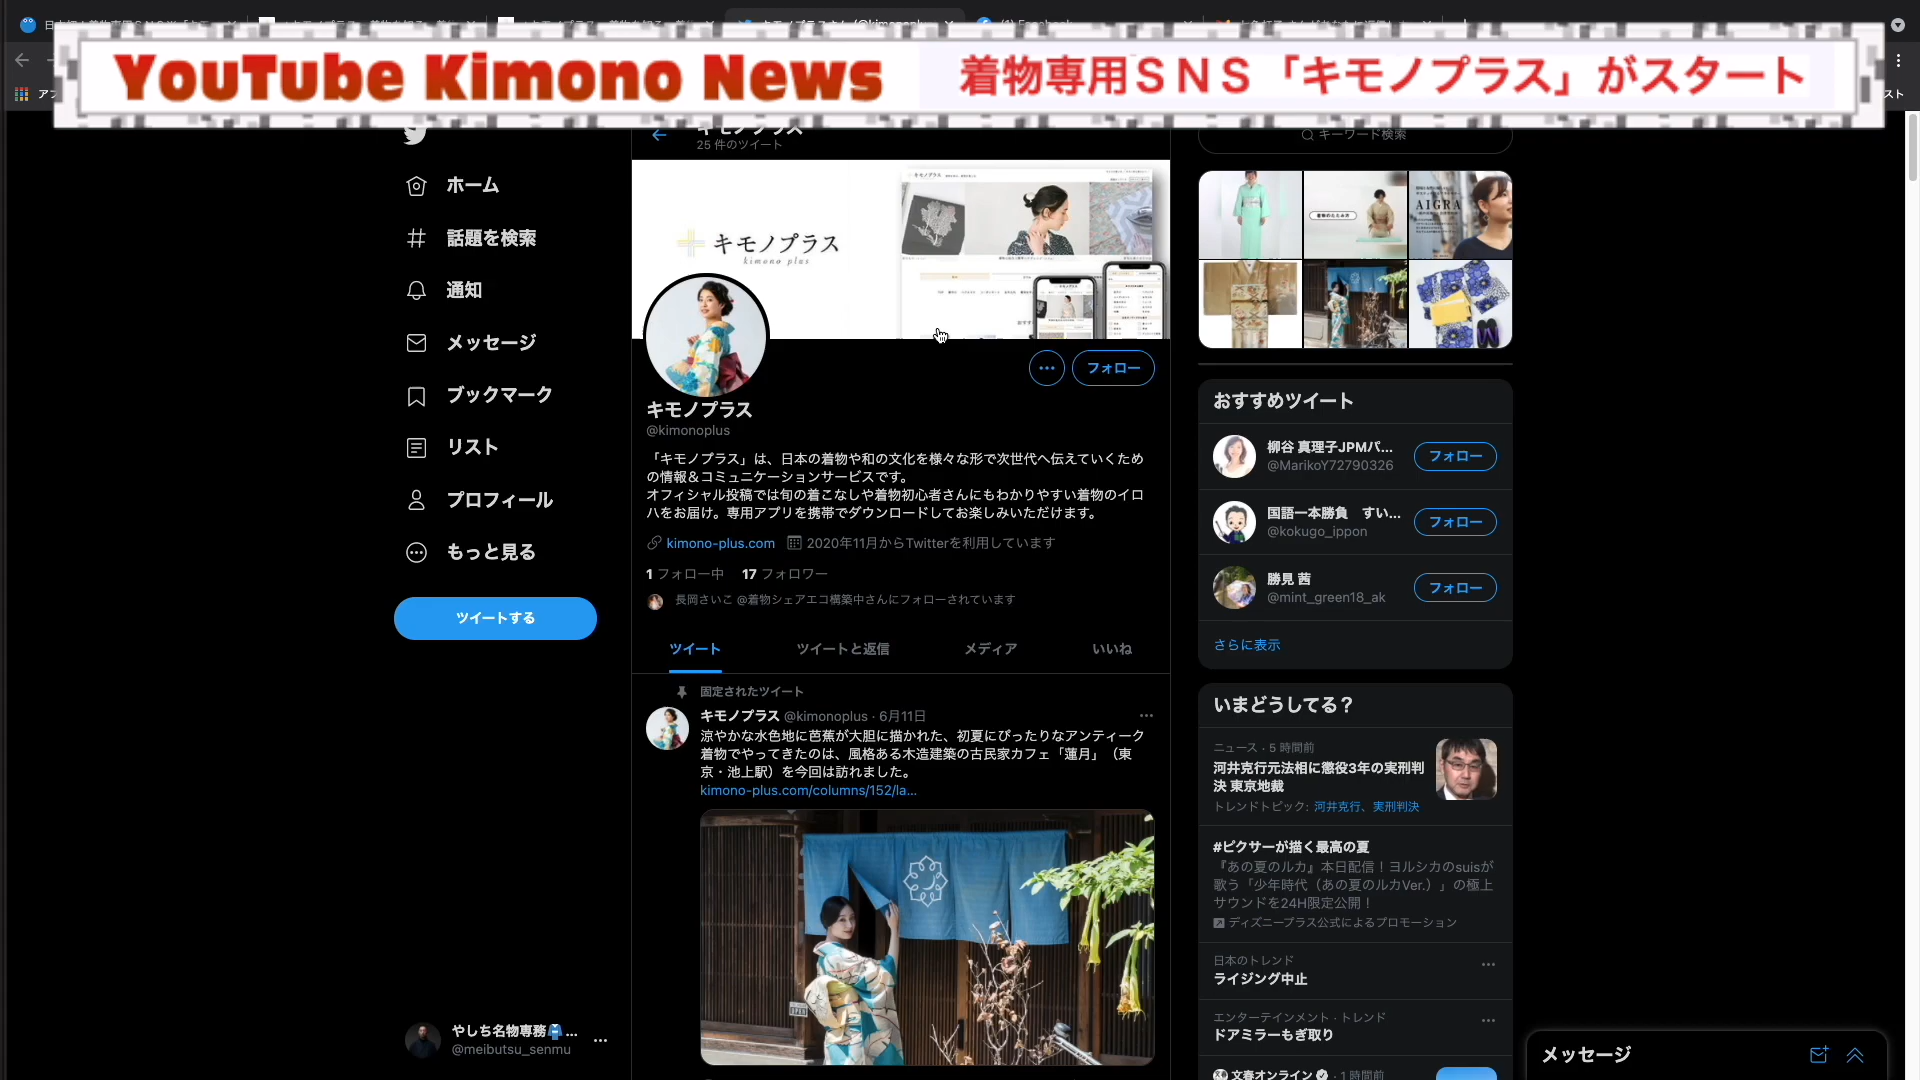 YouTube Kimono News
着物専用SNS「キモノプラス」がスタート
スト
キモノプラス
25 件のツイート
キーワード検索
ホーム
話題を検索
通知
メッセージ
ブックマーク
リスト
プロフィール
もっと見る
ツイートする
やしち名物専務 ...
@meibutsu_senmu
キモノプラス
kimono plus
フォロー
キモノプラス
@kimonoplus
「キモノプラス」は、日本の着物や和の文化を様々な形で次世代へ伝えていくため
の情報&コミュニケーションサービスです。
オフィシャル投稿では旬の着こなしや着物初心者さんにもわかりやすい着物のイロ
ハをお届け。専用アプリを携帯でダウンロードしてお楽しみいただけます。
kimono-plus.com 2020年11月からTwitterを利用しています
1 フォロー中 17 フォロワー
長岡さいこ @着物シェアエコ構築中さんにフォローされています
ツイート ツイートと返信 メディア いいね
固定されたツイート
キモノプラス @kimonoplus · 6月11日
涼やかな水色地に芭蕉が大胆に描かれた、初夏にぴったりなアンティーク
着物でやってきたのは、風格ある木造建築の古民家カフェ「蓮月」（東
京・池上駅）を今回は訪れました。
kimono-plus.com/columns/152/la...
AIGRA
おすすめツイート
柳谷 真理子JPMパ...
@MarikoY72790326
フォロー
国語一本勝負 すい...
@kokugo_ippon
フォロー
勝見 茜
@mint_green18_ak
フォロー
さらに表示
いまどうしてる？
ニュース · 5 時間前
河井克行元法相に懲役3年の実刑判
決 東京地裁
トレンドトピック: 河井克行、実刑判決
#ピクサーが描く最高の夏
『あの夏のルカ』本日配信！ヨルシカのsuisが
歌う「少年時代（あの夏のルカVer.）」の極上
サウンドを24H限定公開！
ディズニープラス公式によるプロモーション
日本のトレンド
ライジング中止
エンターテインメント · トレンド
ドアミラーもぎ取り
文春オンライン · 1 時間前
メッセージ